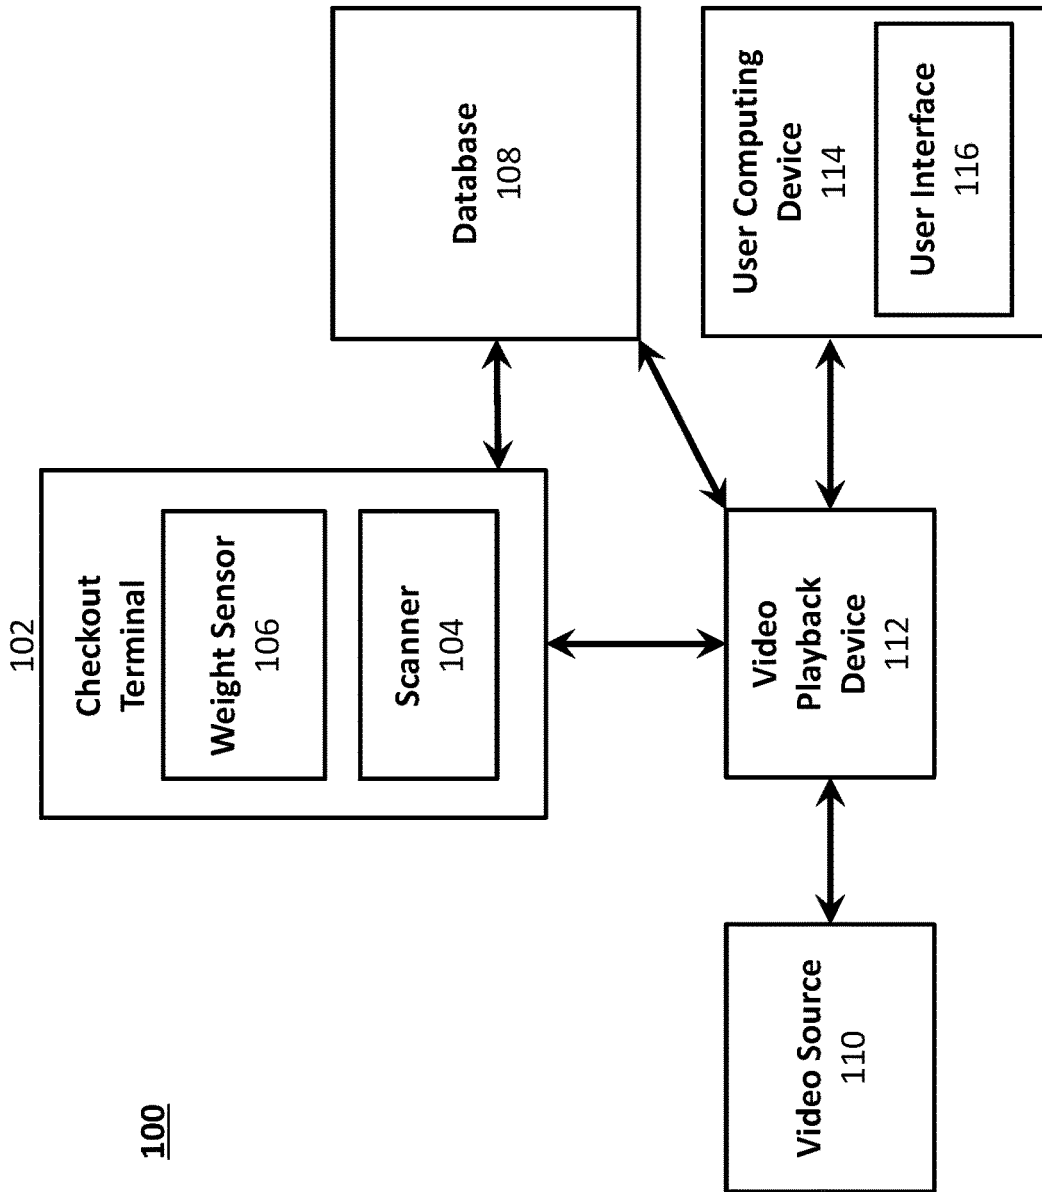 100
102
Checkout
Terminal
Weight Sensor
106
Scanner
104
Database
108
Video Source
110
Video
Playback
Device
112
User Computing
Device
114
User Interface
116